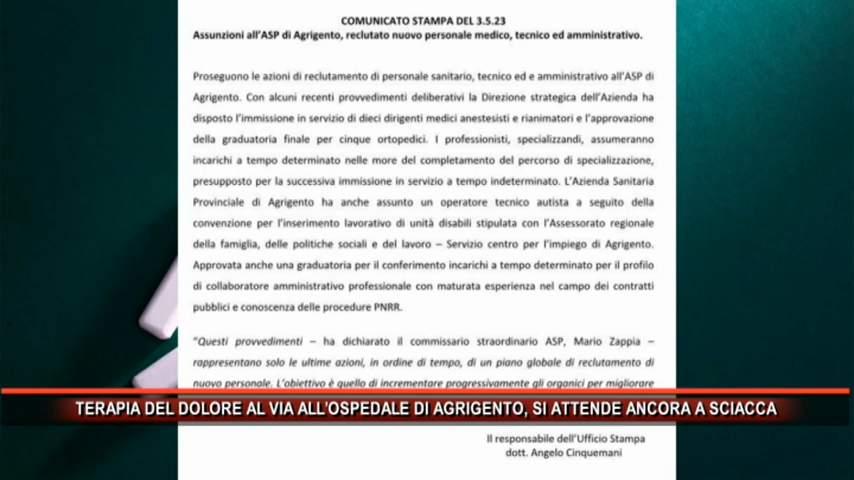 COMUNICATO STAMPA DEL 3.5.23
Assunzioni all'ASP di Agrigento, reclutato nuovo personale medico, tecnico ed amministrativo.
Proseguono le azioni di reclutamento di personale sanitario, tecnico ed e amministrativo all'ASP di
Agrigento. Con alcuni recenti provvedimenti deliberativi la Direzione strategica dell'Azienda ha
disposto l'immissione in servizio di dieci dirigenti medici anestesisti e rianimatori e l'approvazione
della graduatoria finale per cinque ortopedici. I professionisti, specializzandi, assumeranno
incarichi a tempo determinato nelle more del completamento del percorso di specializzazione,
presupposto per la successiva immissione in servizio a tempo indeterminato. L'Azienda Sanitaria
Provinciale di Agrigento ha anche assunto un operatore tecnico autista a seguito della
convenzione per l'inserimento lavorativo di unità disabili stipulata con l'Assessorato regionale
della famiglia, delle politiche sociali e del lavoro – Servizio centro per l'impiego di Agrigento.
Approvata anche una graduatoria per il conferimento incarichi a tempo determinato per il profilo
di collaboratore amministrativo professionale con maturata esperienza nel campo dei contratti
pubblici e conoscenza delle procedure PNRR.
"Questi provvedimenti – ha dichiarato il commissario straordinario ASP, Mario Zappia –
rappresentano solo le ultime azioni, in ordine di tempo, di un piano globale di reclutamento di
nuovo personale. L'obiettivo è quello di incrementare progressivamente gli organici per migliorare
TERAPIA DEL DOLORE AL VIA ALL'OSPEDALE DI AGRIGENTO, SI ATTENDE ANCORA A SCIACCA
Il responsabile dell'Ufficio Stampa
dott. Angelo Cinquemani